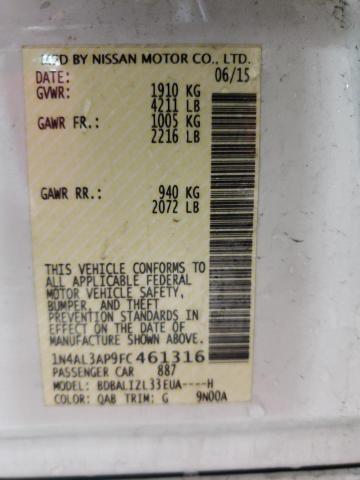 MFD BY NISSAN MOTOR CO., LTD.
DATE: 06/15
GVWR: 1910 KG
4211 LB
GAWR FR.: 1005 KG
2216 LB
GAWR RR.: 940 KG
2072 LB
THIS VEHICLE CONFORMS TO
ALL APPLICABLE FEDERAL
MOTOR VEHICLE SAFETY,
BUMPER, AND THEFT
PREVENTION STANDARDS
IN EFFECT ON THE DATE OF
MANUFACTURE SHOWN ABOVE.
1N4AL3AP9FC461316
PASSENGER CAR 887
MODEL: BDBALIZL33EUA----H
COLOR: QAB TRIM: G 9N00A